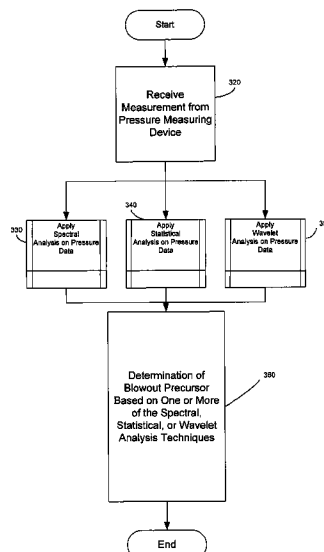 Start
320
Receive
Measurement from
Pressure Measuring
Device
330
Apply
Spectral
Analysis on Pressure
Data
340
Apply
Statistical
Analysis on Pressure
Data
Apply
Wavelet
Analysis on Pressure
Data
Determination of
Blowout Precursor
Based on One or More
of the Spectral,
Statistical, or Wavelet
Analysis Techniques
360
End